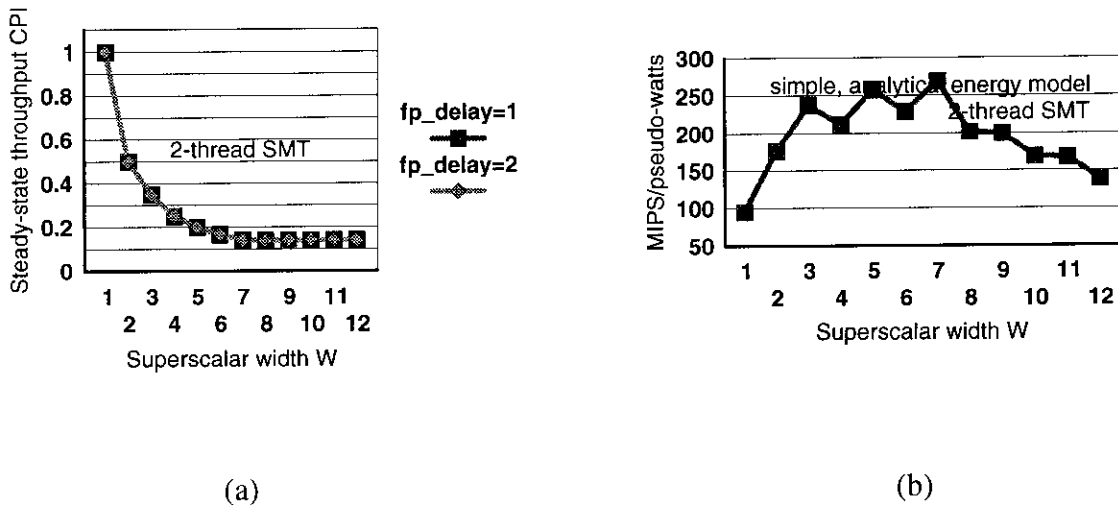 Steady-state throughput CPI
1
0.8
0.6
0.4
0.2
0
2-thread SMT
1 3 5 7 9 11
2 4 6 8 10 12
Superscalar width W
fp_delay=1
fp_delay=2
(a)
MIPS/pseudo-watts
300
250
200
150
100
50
simple, analytical energy model
2-thread SMT
1 3 5 7 9 11
2 4 6 8 10 12
Superscalar width W
(b)